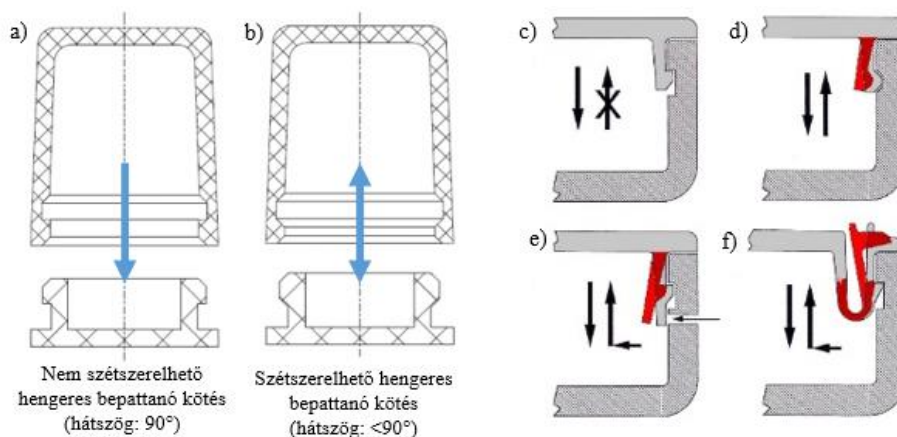 a)
b)
c)
d)
e)
f)
Nem szétszerelhető
hengeres bepattanó kötés
(hátszög: 90°)
Szétszerelhető hengeres
bepattanó kötés
(hátszög: <90°)